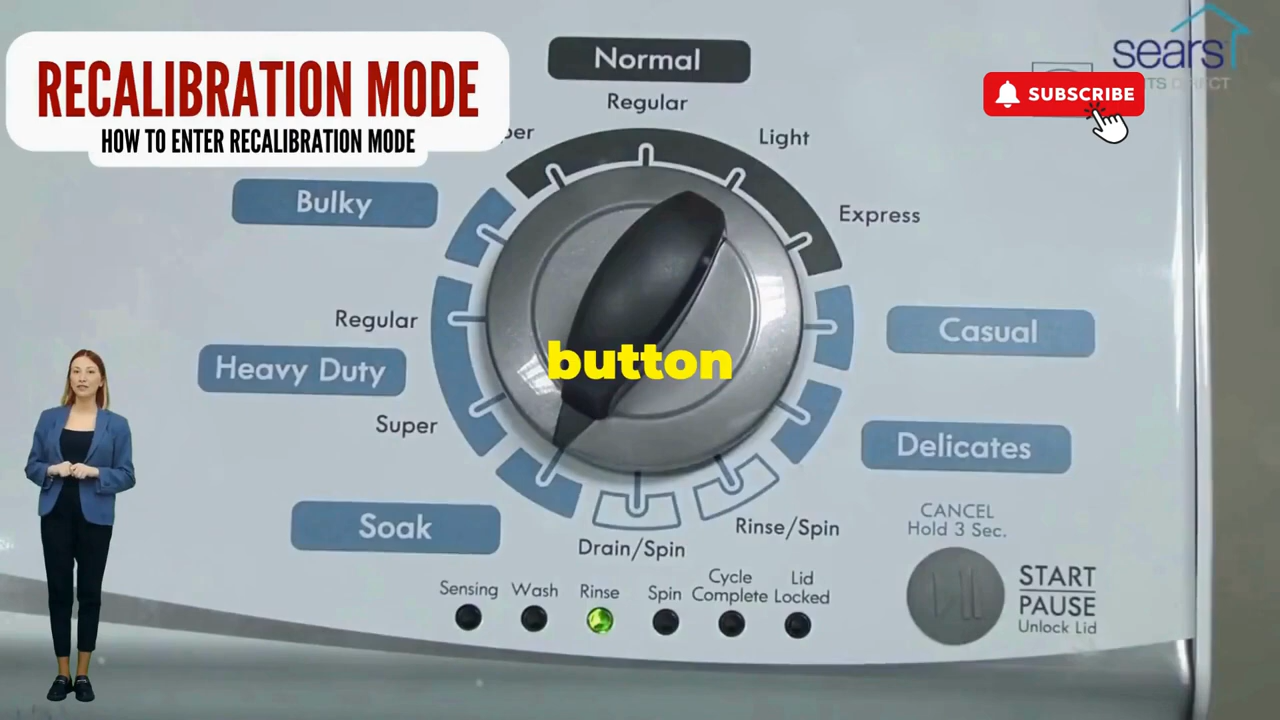 RECALIBRATION MODE
HOW TO ENTER RECALIBRATION MODE
sears
SUBSCRIBE
Normal
Regular
Light
Express
Bulky
Regular
Heavy Duty
Super
Soak
button
Casual
Delicates
Rinse/Spin
Drain/Spin
CANCEL
Hold 3 Sec.
START
PAUSE
Unlock Lid
Sensing
Wash
Rinse
Spin
Cycle
Complete
Lid
Locked